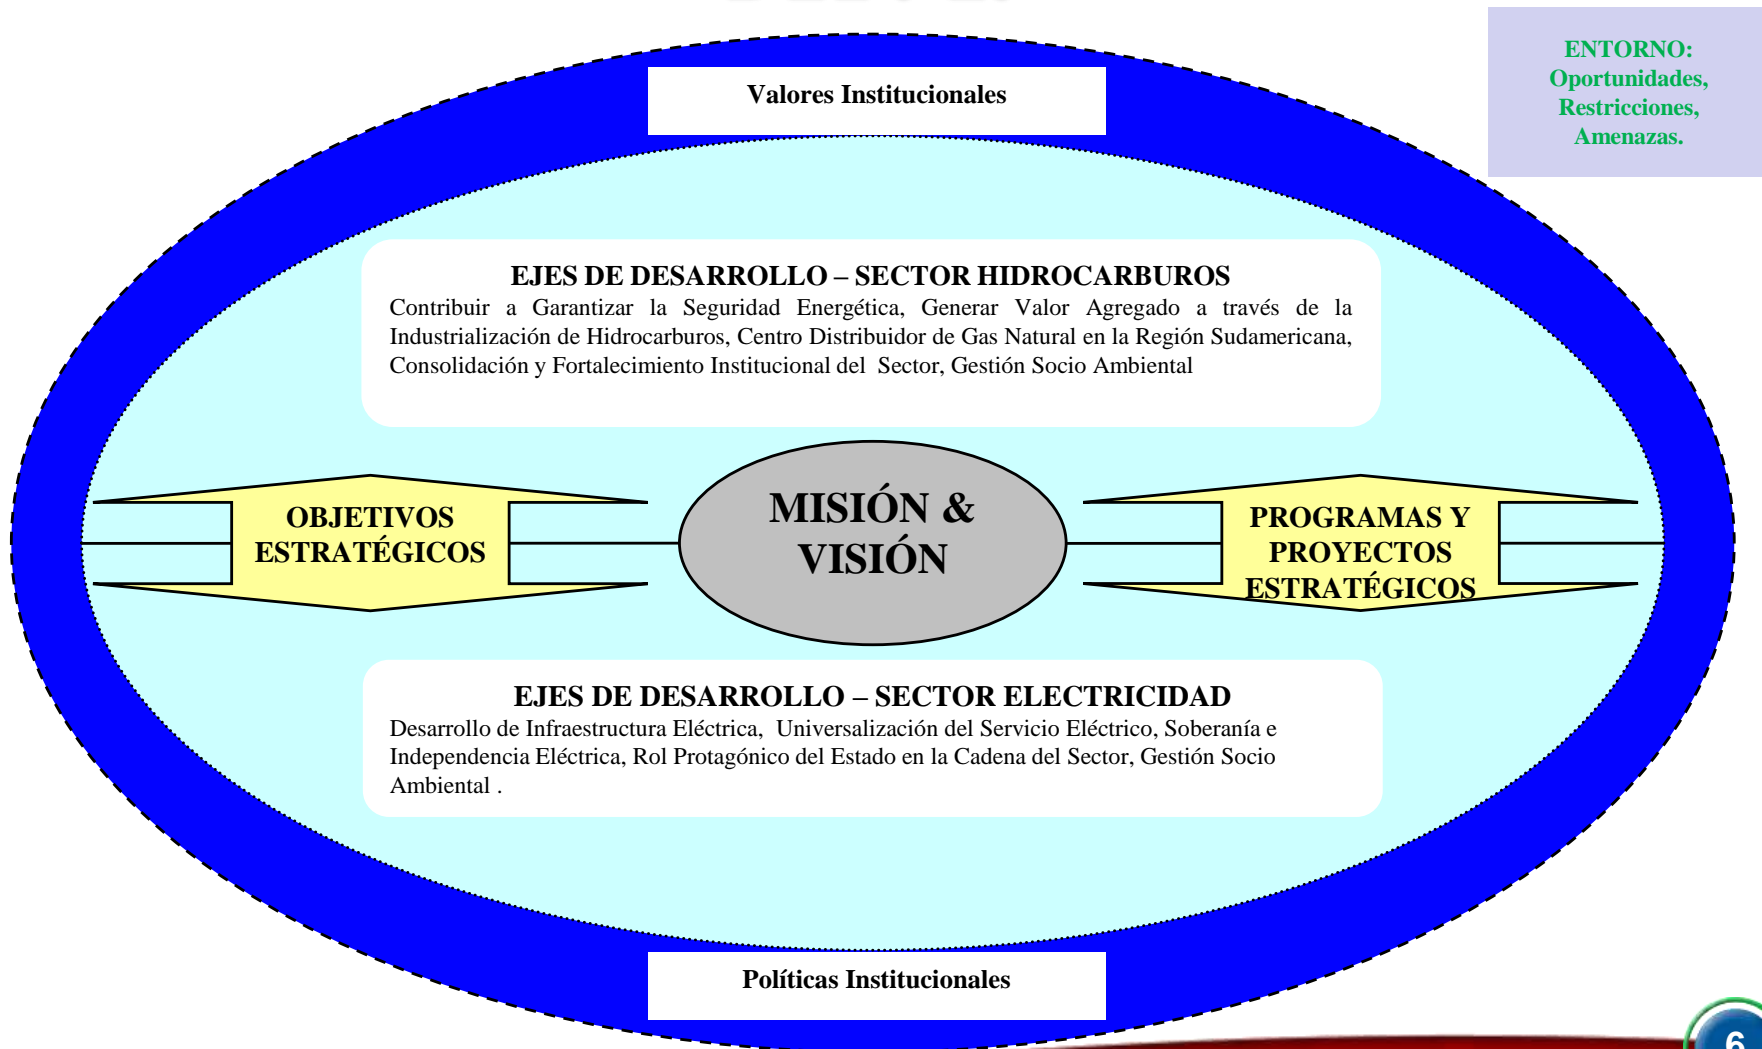 ENTORNO:
Oportunidades,
Restricciones,
Amenazas.
Valores Institucionales
EJES DE DESARROLLO – SECTOR HIDROCARBUROS
Contribuir a Garantizar la Seguridad Energética, Generar Valor Agregado a través de la
Industrialización de Hidrocarburos, Centro Distribuidor de Gas Natural en la Región Sudamericana,
Consolidación y Fortalecimiento Institucional del Sector, Gestión Socio Ambiental
OBJETIVOS
ESTRATÉGICOS
MISIÓN &
VISIÓN
PROGRAMAS Y
PROYECTOS
ESTRATÉGICOS
EJES DE DESARROLLO – SECTOR ELECTRICIDAD
Desarrollo de Infraestructura Eléctrica, Universalización del Servicio Eléctrico, Soberanía e
Independencia Eléctrica, Rol Protagónico del Estado en la Cadena del Sector, Gestión Socio
Ambiental .
Políticas Institucionales
6